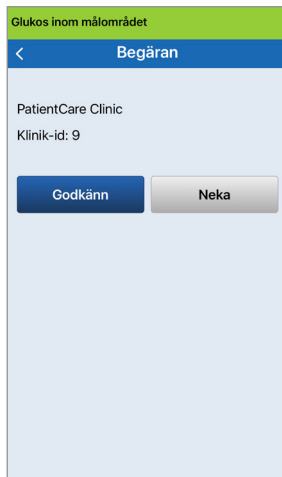 Glukos inom målområdet
Begäran
PatientCare Clinic
Klinik-id: 9
Godkänn
Neka